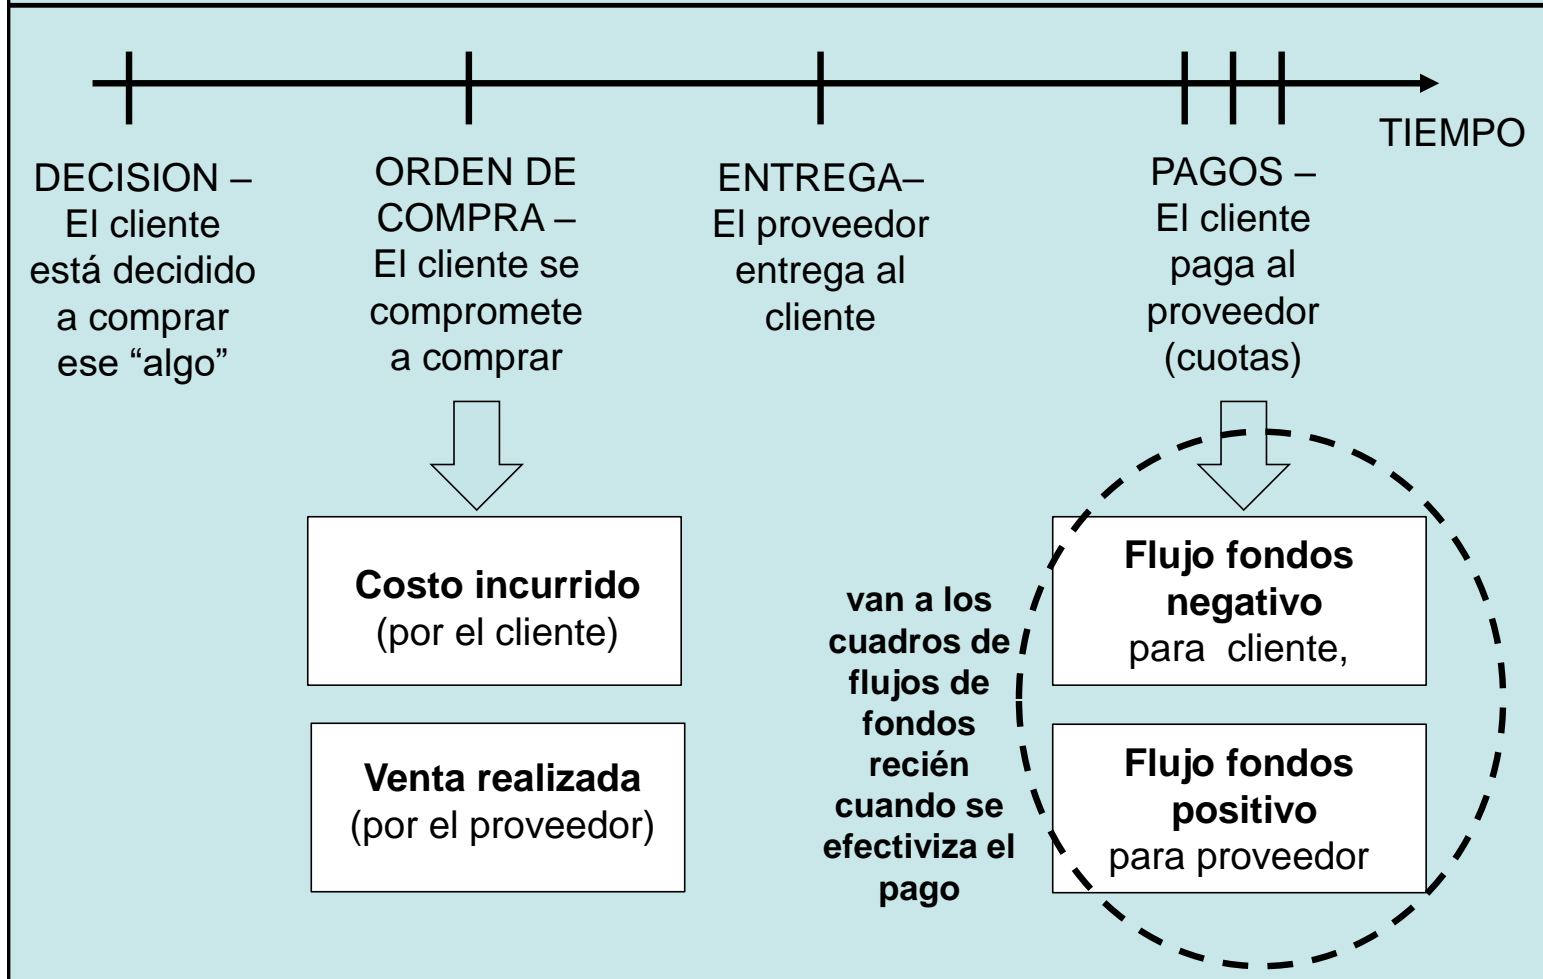 TIEMPO
DECISION –
El cliente
está decidido
a comprar
ese “algo”
ORDEN DE
COMPRA –
El cliente se
compromete
a comprar
ENTREGA–
El proveedor
entrega al
cliente
PAGOS –
El cliente
paga al
proveedor
(cuotas)
Costo incurrido
(por el cliente)
Venta realizada
(por el proveedor)
van a los
cuadros de
flujos de
fondos
recién
cuando se
efectiviza el
pago
Flujo fondos
negativo
para cliente,
Flujo fondos
positivo
para proveedor